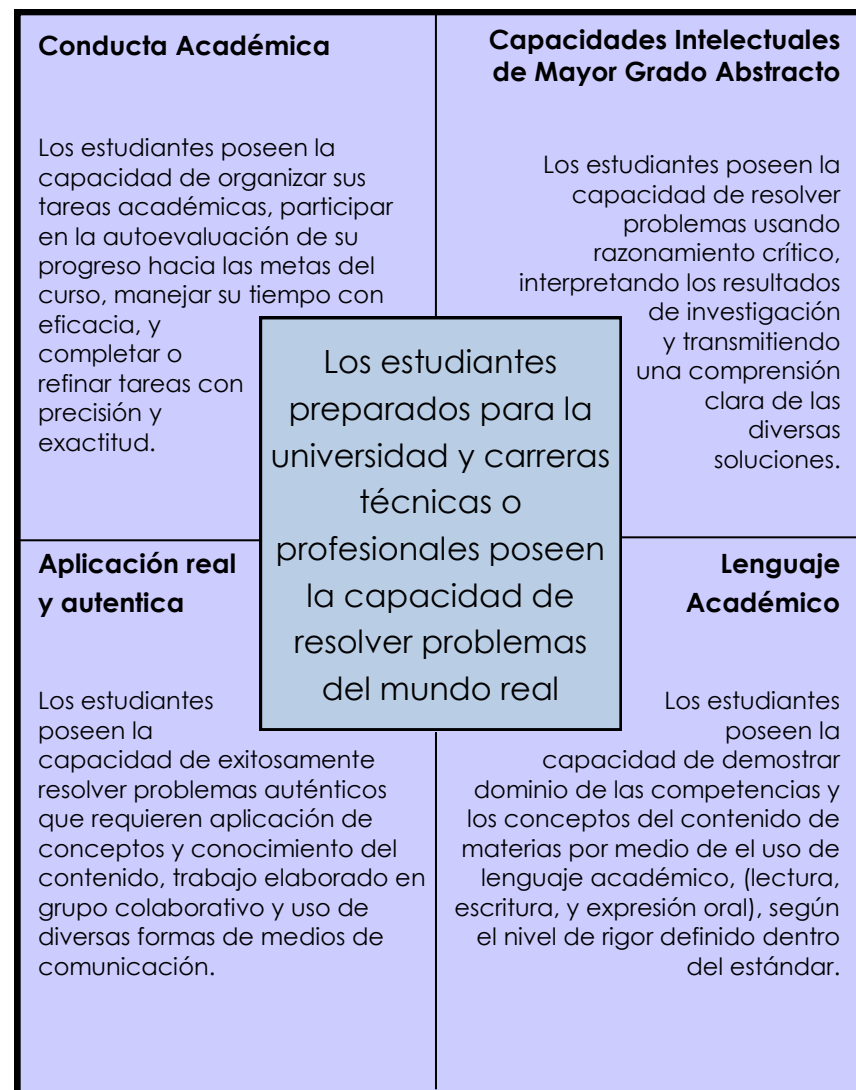 Conducta Académica
Los estudiantes poseen la
capacidad de organizar sus
tareas académicas, participar
en la autoevaluación de su
progreso hacia las metas del
curso, manejar su tiempo con
eficacia, y
completar o
refinar tareas con
precisión y
exactitud.
Capacidades Intelectuales
de Mayor Grado Abstracto
Los estudiantes poseen la
capacidad de resolver
problemas usando
razonamiento crítico,
interpretando los resultados
de investigación
y transmitiendo
una comprensión
clara de las
diversas
soluciones.
Los estudiantes
preparados para la
universidad y carreras
técnicas o
profesionales poseen
la capacidad de
resolver problemas
del mundo real
Aplicación real
y autentica
Los estudiantes
poseen la
capacidad de exitosamente
resolver problemas auténticos
que requieren aplicación de
conceptos y conocimiento del
contenido, trabajo elaborado en
grupo colaborativo y uso de
diversas formas de medios de
comunicación.
Lenguaje
Académico
Los estudiantes
poseen la
capacidad de demostrar
dominio de las competencias y
los conceptos del contenido de
materias por medio de el uso de
lenguaje académico, (lectura,
escritura, y expresión oral), según
el nivel de rigor definido dentro
del estándar.